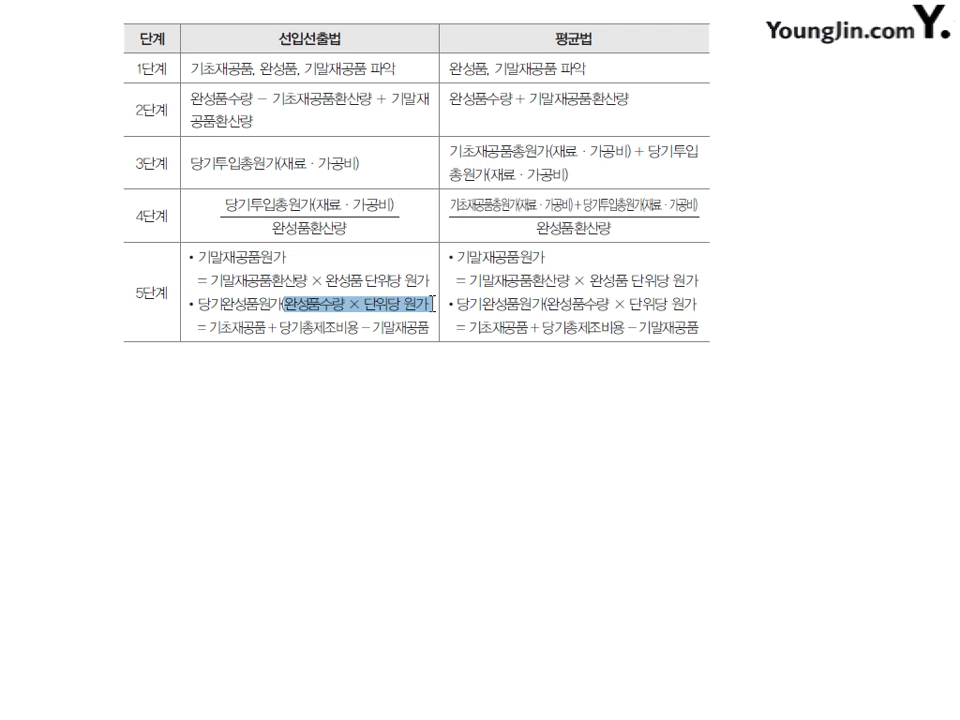 YoungJin.com Y.
단계 선입선출법 평균법
1단계 기초재공품, 완성품, 기말재공품 파악 완성품, 기말재공품 파악
2단계 완성품수량 - 기초재공품환산량 + 기말재
공품환산량 완성품수량 + 기말재공품환산량
3단계 당기투입총원가(재료 · 가공비) 기초재공품총원가(재료 · 가공비) + 당기투입
총원가(재료 · 가공비)
4단계 당기투입총원가(재료 · 가공비)
완성품환산량 기초재공품총원가(재료 · 가공비) + 당기투입총원가(재료 · 가공비)
완성품환산량
5단계 • 기말재공품원가
= 기말재공품환산량 × 완성품 단위당 원가
• 당기완성품원가(완성품수량 × 단위당 원가
= 기초재공품 + 당기총제조비용 - 기말재공품
• 기말재공품원가
= 기말재공품환산량 × 완성품 단위당 원가
• 당기완성품원가(완성품수량 × 단위당 원가
= 기초재공품 + 당기총제조비용 - 기말재공품